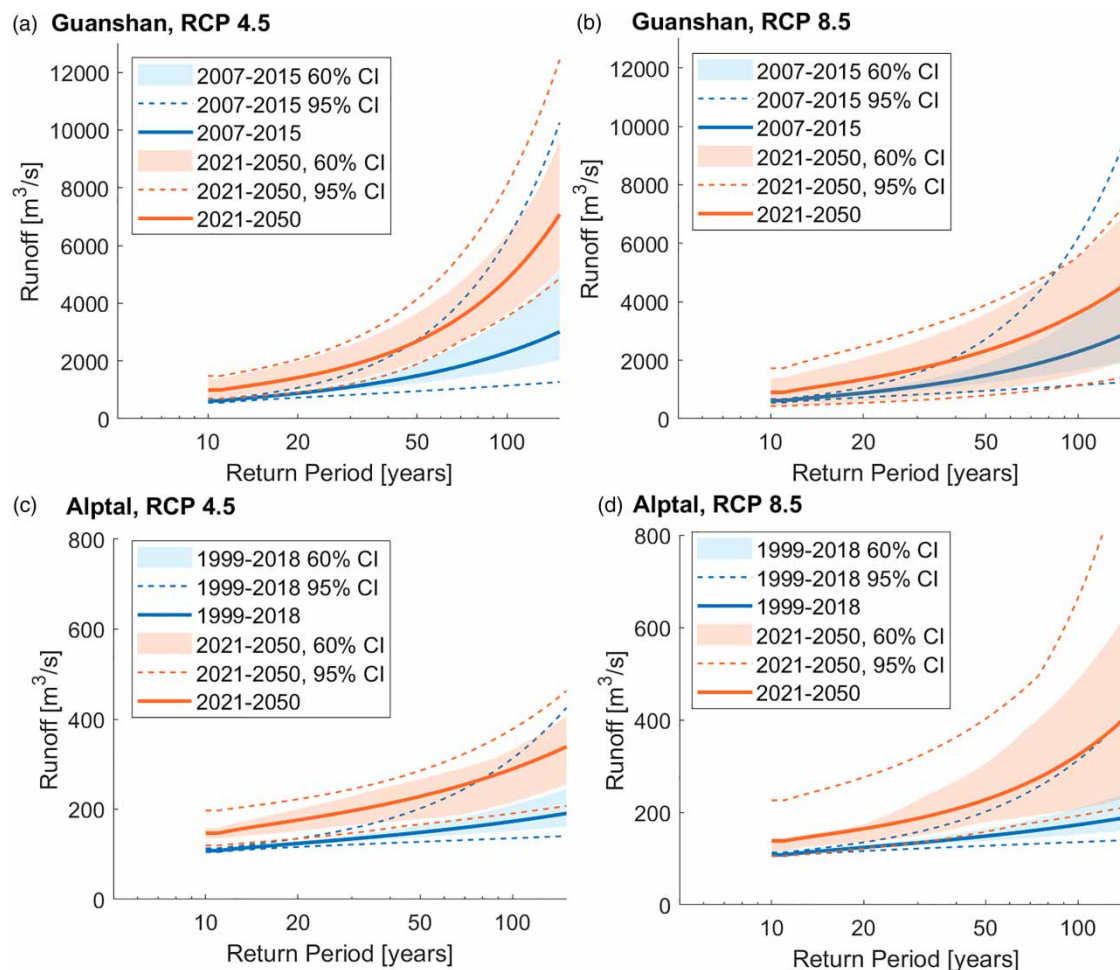 (a) Guanshan, RCP 4.5
12000
10000
8000
6000
4000
2000
0
Runoff [m³/s]
2007-2015 60% CI
2007-2015 95% CI
2007-2015
2021-2050, 60% CI
2021-2050, 95% CI
2021-2050
10 20 50 100
Return Period [years]
(b) Guanshan, RCP 8.5
12000
10000
8000
6000
4000
2000
0
Runoff [m³/s]
2007-2015 60% CI
2007-2015 95% CI
2007-2015
2021-2050, 60% CI
2021-2050, 95% CI
2021-2050
10 20 50 100
Return Period [years]
(c) Alptal, RCP 4.5
800
600
400
200
0
Runoff [m³/s]
1999-2018 60% CI
1999-2018 95% CI
1999-2018
2021-2050, 60% CI
2021-2050, 95% CI
2021-2050
10 20 50 100
Return Period [years]
(d) Alptal, RCP 8.5
800
600
400
200
0
Runoff [m³/s]
1999-2018 60% CI
1999-2018 95% CI
1999-2018
2021-2050, 60% CI
2021-2050, 95% CI
2021-2050
10 20 50 100
Return Period [years]